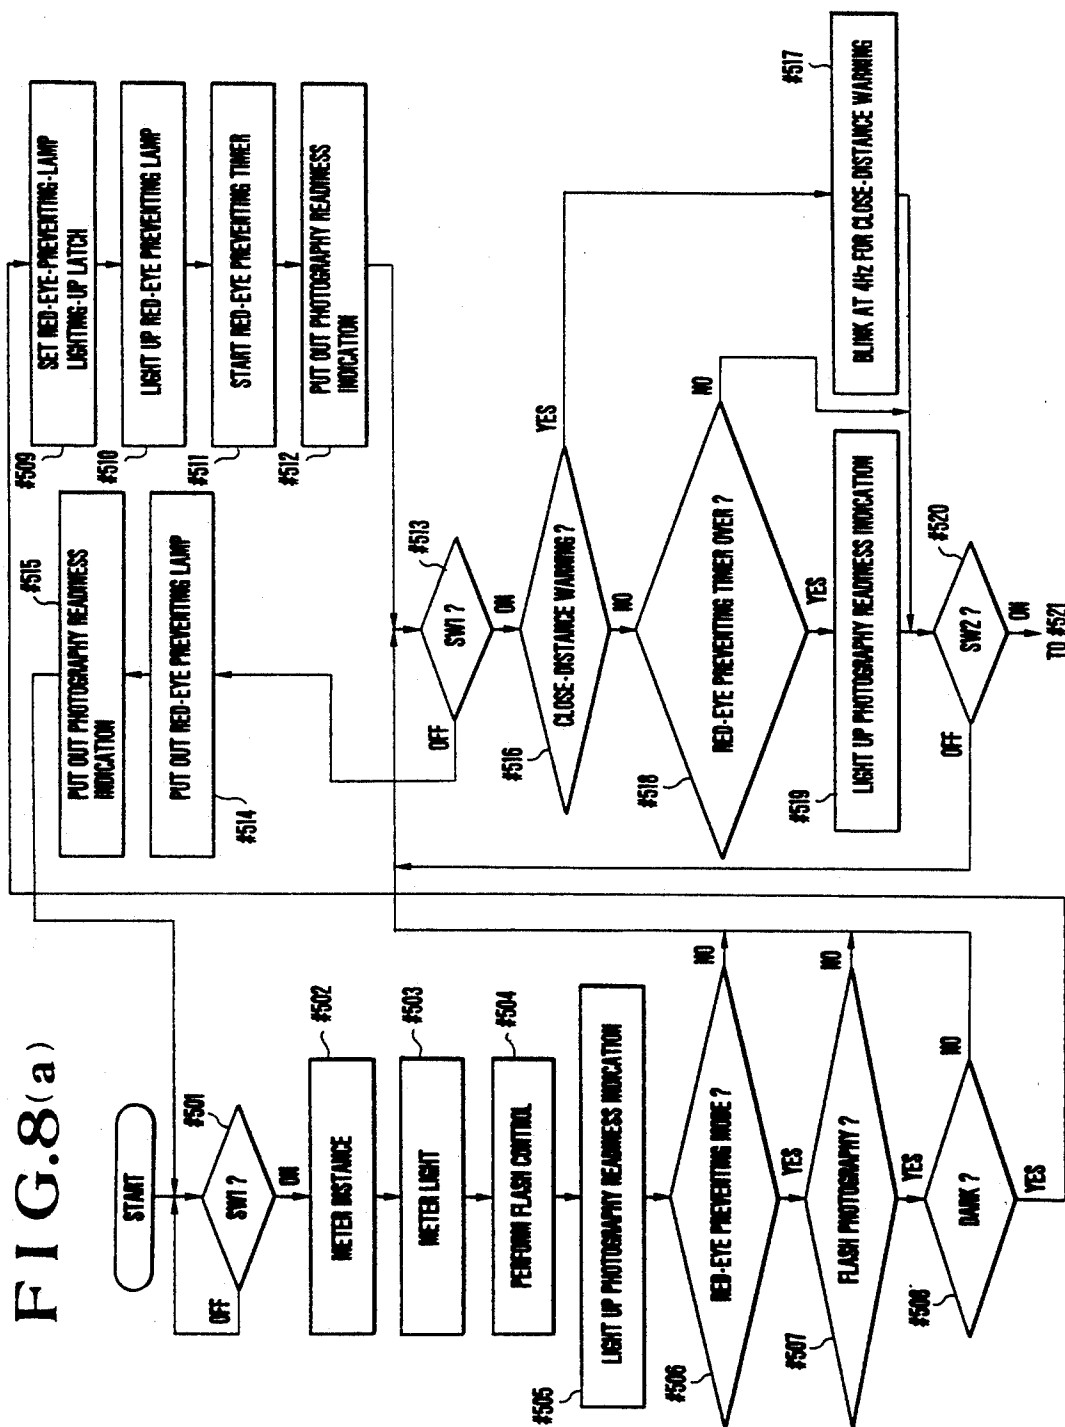 FIG.8(a)
START
#501
SW1 ?
OFF
ON
#502
METER DISTANCE
#503
METER LIGHT
#504
PERFORM FLASH CONTROL
#505
LIGHT UP PHOTOGRAPHY READINESS INDICATION
#506
RED-EYE PREVENTING MODE ?
NO
YES
#507
FLASH PHOTOGRAPHY ?
NO
YES
#508
DARK ?
NO
YES
#509
SET RED-EYE-PREVENTING-LAMP
LIGHTING-UP LATCH
#510
LIGHT UP RED-EYE PREVENTING LAMP
#511
START RED-EYE PREVENTING TIMER
#512
PUT OUT PHOTOGRAPHY READINESS
INDICATION
#513
SW1 ?
OFF
ON
#514
PUT OUT RED-EYE PREVENTING LAMP
#515
PUT OUT PHOTOGRAPHY READINESS
INDICATION
#516
CLOSE-DISTANCE WARNING ?
YES
NO
#517
BLINK AT 4Hz FOR CLOSE-DISTANCE WARNING
#518
RED-EYE PREVENTING TIMER OVER ?
NO
YES
#519
LIGHT UP PHOTOGRAPHY READINESS INDICATION
#520
SW2 ?
OFF
ON
TO #521